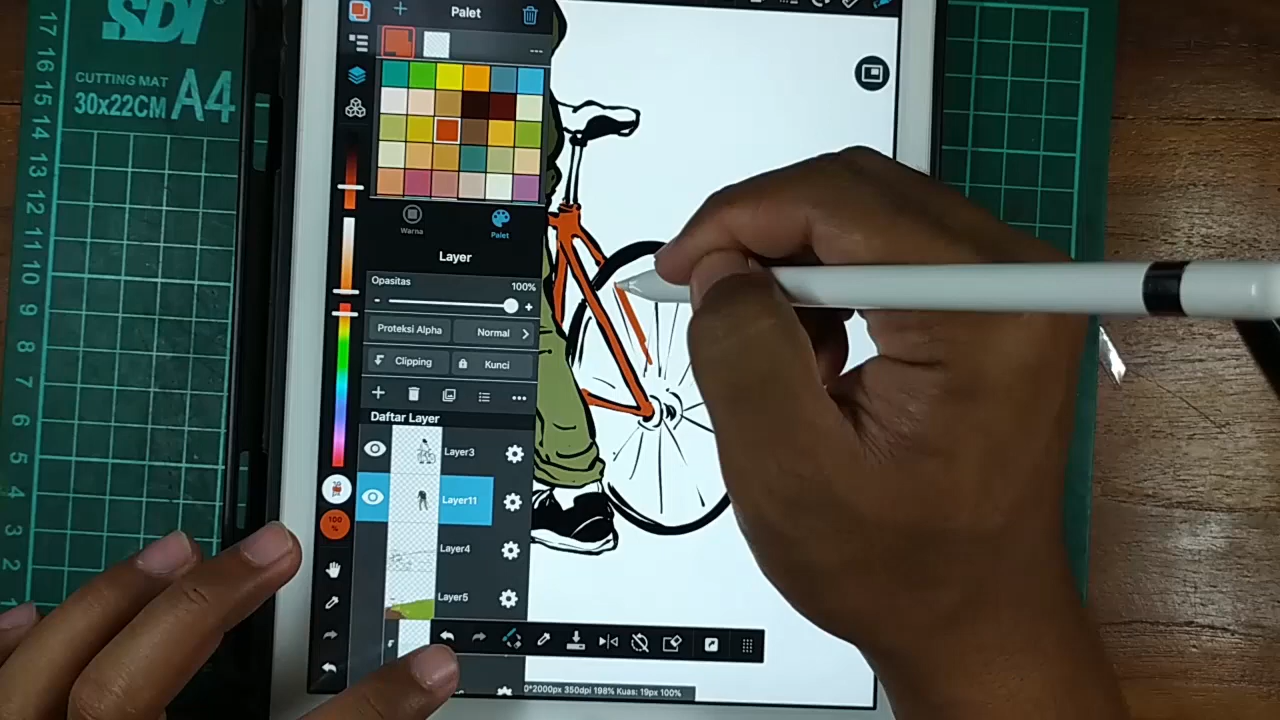 SDI
CUTTING MAT
30x22CM A4
17
16
15
14
13
12
11
10
9
8
7
6
5
4
3
2
1
Palet
Warna
Palet
Layer
Opasitas
100%
-
+
Proteksi Alpha
Normal
Clipping
Kunci
Daftar Layer
Layer3
Layer11
Layer4
Layer5
100
%
0*2000px 350dpi 198% Kuas: 19px 100%